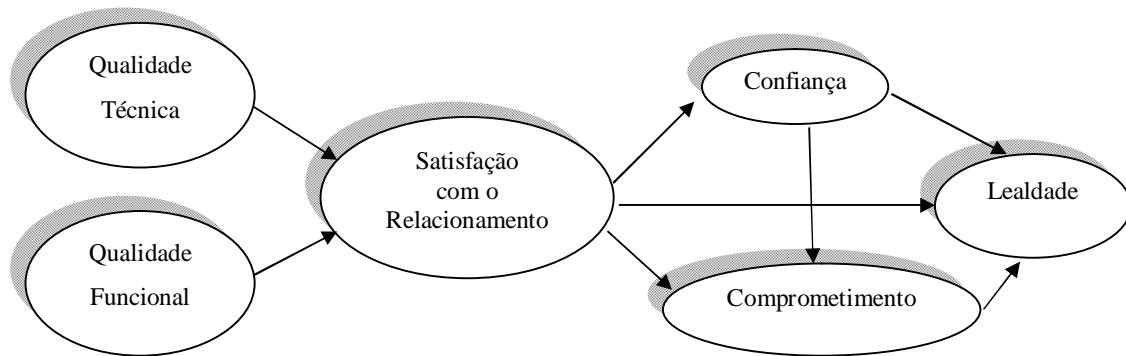 Qualidade
Técnica
Qualidade
Funcional
Satisfação
com o
Relacionamento
Confiança
Comprometimento
Lealdade